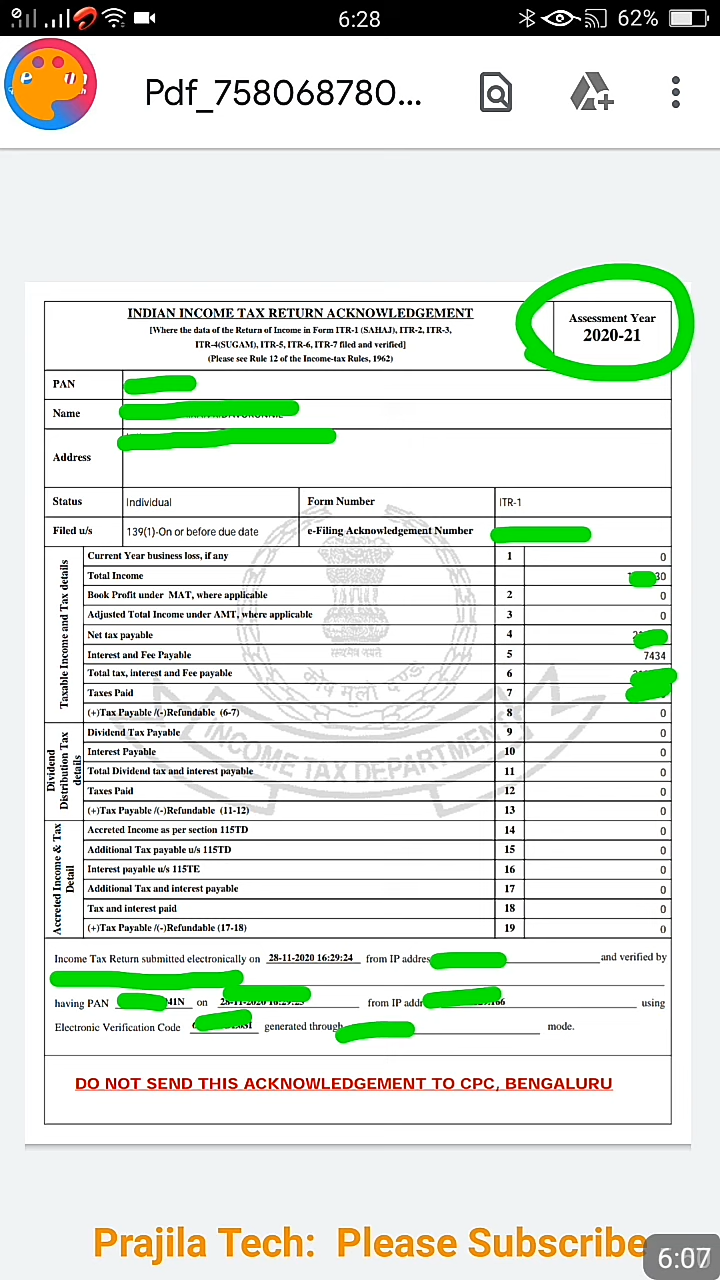 6:28
62%
Pdf_758068780...
INDIAN INCOME TAX RETURN ACKNOWLEDGEMENT
[Where the data of the Return of Income in Form ITR-1 (SAHAJ), ITR-2, ITR-3,
ITR-4(SUGAM), ITR-5, ITR-6, ITR-7 filed and verified]
(Please see Rule 12 of the Income-tax Rules, 1962)
Assessment Year
2020-21
PAN
Name
Address
Status Individual Form Number ITR-1
Filed u/s 139(1)-On or before due date e-Filing Acknowledgement Number
Taxable Income and Tax details
Current Year business loss, if any 1 0
Total Income 30
Book Profit under MAT, where applicable 2 0
Adjusted Total Income under AMT, where applicable 3 0
Net tax payable 4
Interest and Fee Payable 5 7434
Total tax, interest and Fee payable 6
Taxes Paid 7
(+)Tax Payable /(-)Refundable (6-7) 8 0
Dividend Distribution Tax details
Dividend Tax Payable 9 0
Interest Payable 10 0
Total Dividend tax and interest payable 11 0
Taxes Paid 12 0
(+)Tax Payable /(-)Refundable (11-12) 13 0
Accreted Income & Tax Detail
Accreted Income as per section 115TD 14 0
Additional Tax payable u/s 115TD 15 0
Interest payable u/s 115TE 16 0
Additional Tax and interest payable 17 0
Tax and interest paid 18 0
(+)Tax Payable /(-)Refundable (17-18) 19 0
सत्यमेव जयते
कोष मूलो दण्डः
INCOME TAX DEPARTMENT
Income Tax Return submitted electronically on 28-11-2020 16:29:24 from IP address and verified by
having PAN 41N on from IP addr using
Electronic Verification Code generated through mode.
DO NOT SEND THIS ACKNOWLEDGEMENT TO CPC, BENGALURU
Prajila Tech: Please Subscribe
6:07